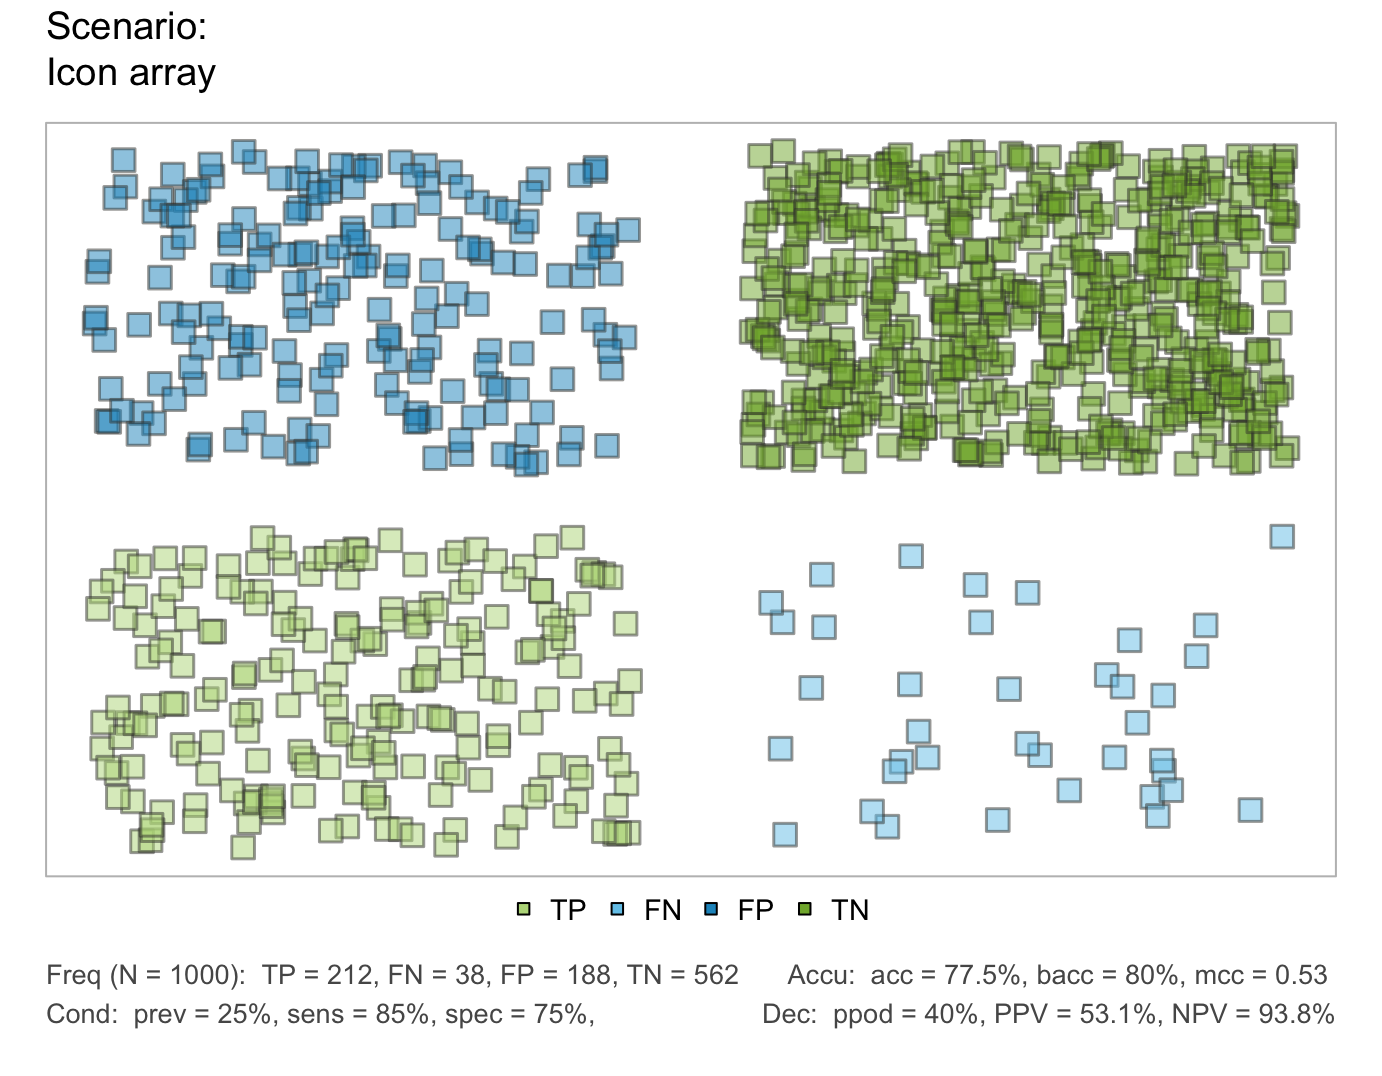 Scenario:
Icon array
TP FN FP TN
Freq (N = 1000):  TP = 212, FN = 38, FP = 188, TN = 562 Accu:  acc = 77.5%, bacc = 80%, mcc = 0.53
Cond:  prev = 25%, sens = 85%, spec = 75%, Dec:  ppod = 40%, PPV = 53.1%, NPV = 93.8%